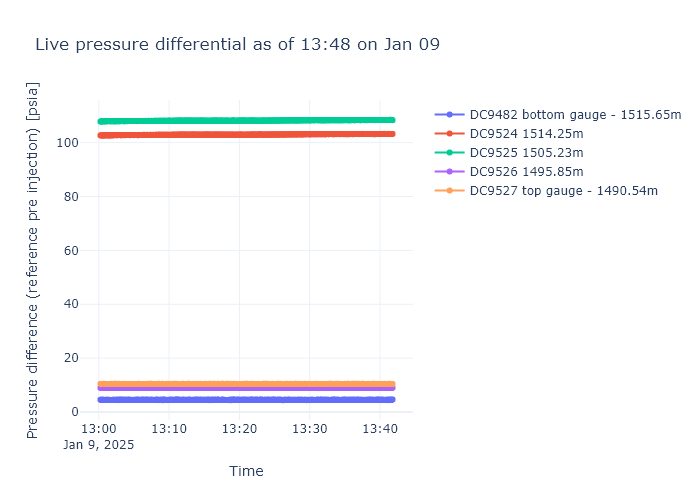 Live pressure differential as of 13:48 on Jan 09
Pressure difference (reference pre injection) [psia]
100
80
60
40
20
0
13:00
Jan 9, 2025
13:10
13:20
13:30
13:40
Time
DC9482 bottom gauge - 1515.65m
DC9524 1514.25m
DC9525 1505.23m
DC9526 1495.85m
DC9527 top gauge - 1490.54m